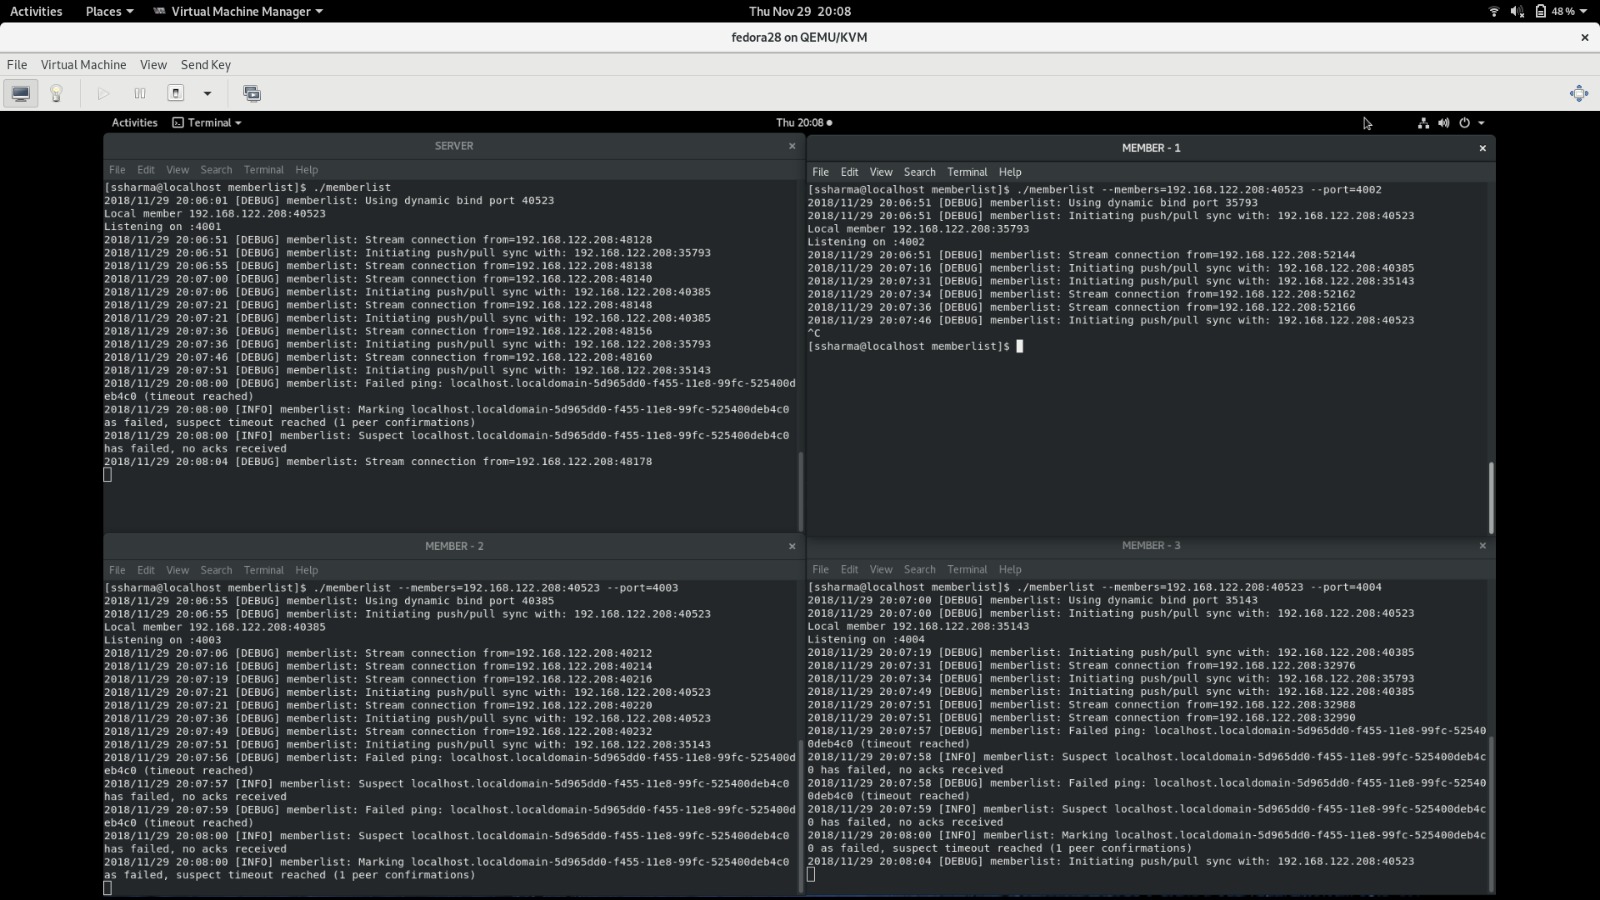 Activities Places Virtual Machine Manager Thu Nov 29 20:08 48 %
fedora28 on QEMU/KVM ×
File Virtual Machine View Send Key
Activities Terminal Thu 20:08
SERVER ×
File Edit View Search Terminal Help
[ssharma@localhost memberlist]$ ./memberlist
2018/11/29 20:06:01 [DEBUG] memberlist: Using dynamic bind port 40523
Local member 192.168.122.208:40523
Listening on :4001
2018/11/29 20:06:51 [DEBUG] memberlist: Stream connection from=192.168.122.208:48128
2018/11/29 20:06:51 [DEBUG] memberlist: Initiating push/pull sync with: 192.168.122.208:35793
2018/11/29 20:06:55 [DEBUG] memberlist: Stream connection from=192.168.122.208:48138
2018/11/29 20:07:00 [DEBUG] memberlist: Stream connection from=192.168.122.208:48140
2018/11/29 20:07:06 [DEBUG] memberlist: Initiating push/pull sync with: 192.168.122.208:40385
2018/11/29 20:07:21 [DEBUG] memberlist: Stream connection from=192.168.122.208:48148
2018/11/29 20:07:21 [DEBUG] memberlist: Initiating push/pull sync with: 192.168.122.208:40385
2018/11/29 20:07:36 [DEBUG] memberlist: Stream connection from=192.168.122.208:48156
2018/11/29 20:07:36 [DEBUG] memberlist: Initiating push/pull sync with: 192.168.122.208:35793
2018/11/29 20:07:46 [DEBUG] memberlist: Stream connection from=192.168.122.208:48160
2018/11/29 20:07:51 [DEBUG] memberlist: Initiating push/pull sync with: 192.168.122.208:35143
2018/11/29 20:08:00 [DEBUG] memberlist: Failed ping: localhost.localdomain-5d965dd0-f455-11e8-99fc-525400d
eb4c0 (timeout reached)
2018/11/29 20:08:00 [INFO] memberlist: Marking localhost.localdomain-5d965dd0-f455-11e8-99fc-525400deb4c0
as failed, suspect timeout reached (1 peer confirmations)
2018/11/29 20:08:00 [INFO] memberlist: Suspect localhost.localdomain-5d965dd0-f455-11e8-99fc-525400deb4c0
has failed, no acks received
2018/11/29 20:08:04 [DEBUG] memberlist: Stream connection from=192.168.122.208:48178
MEMBER - 1 ×
File Edit View Search Terminal Help
[ssharma@localhost memberlist]$ ./memberlist --members=192.168.122.208:40523 --port=4002
2018/11/29 20:06:51 [DEBUG] memberlist: Using dynamic bind port 35793
2018/11/29 20:06:51 [DEBUG] memberlist: Initiating push/pull sync with: 192.168.122.208:40523
Local member 192.168.122.208:35793
Listening on :4002
2018/11/29 20:06:51 [DEBUG] memberlist: Stream connection from=192.168.122.208:52144
2018/11/29 20:07:16 [DEBUG] memberlist: Initiating push/pull sync with: 192.168.122.208:40385
2018/11/29 20:07:31 [DEBUG] memberlist: Initiating push/pull sync with: 192.168.122.208:35143
2018/11/29 20:07:34 [DEBUG] memberlist: Stream connection from=192.168.122.208:52162
2018/11/29 20:07:36 [DEBUG] memberlist: Stream connection from=192.168.122.208:52166
2018/11/29 20:07:46 [DEBUG] memberlist: Initiating push/pull sync with: 192.168.122.208:40523
^C
[ssharma@localhost memberlist]$
MEMBER - 2 ×
File Edit View Search Terminal Help
[ssharma@localhost memberlist]$ ./memberlist --members=192.168.122.208:40523 --port=4003
2018/11/29 20:06:55 [DEBUG] memberlist: Using dynamic bind port 40385
2018/11/29 20:06:55 [DEBUG] memberlist: Initiating push/pull sync with: 192.168.122.208:40523
Local member 192.168.122.208:40385
Listening on :4003
2018/11/29 20:07:06 [DEBUG] memberlist: Stream connection from=192.168.122.208:40212
2018/11/29 20:07:16 [DEBUG] memberlist: Stream connection from=192.168.122.208:40214
2018/11/29 20:07:19 [DEBUG] memberlist: Stream connection from=192.168.122.208:40216
2018/11/29 20:07:21 [DEBUG] memberlist: Initiating push/pull sync with: 192.168.122.208:40523
2018/11/29 20:07:21 [DEBUG] memberlist: Stream connection from=192.168.122.208:40220
2018/11/29 20:07:36 [DEBUG] memberlist: Initiating push/pull sync with: 192.168.122.208:40523
2018/11/29 20:07:49 [DEBUG] memberlist: Stream connection from=192.168.122.208:40232
2018/11/29 20:07:51 [DEBUG] memberlist: Initiating push/pull sync with: 192.168.122.208:35143
2018/11/29 20:07:56 [DEBUG] memberlist: Failed ping: localhost.localdomain-5d965dd0-f455-11e8-99fc-525400d
eb4c0 (timeout reached)
2018/11/29 20:07:57 [INFO] memberlist: Suspect localhost.localdomain-5d965dd0-f455-11e8-99fc-525400deb4c0
has failed, no acks received
2018/11/29 20:07:59 [DEBUG] memberlist: Failed ping: localhost.localdomain-5d965dd0-f455-11e8-99fc-525400d
eb4c0 (timeout reached)
2018/11/29 20:08:00 [INFO] memberlist: Suspect localhost.localdomain-5d965dd0-f455-11e8-99fc-525400deb4c0
has failed, no acks received
2018/11/29 20:08:00 [INFO] memberlist: Marking localhost.localdomain-5d965dd0-f455-11e8-99fc-525400deb4c0
as failed, suspect timeout reached (1 peer confirmations)
MEMBER - 3 ×
File Edit View Search Terminal Help
[ssharma@localhost memberlist]$ ./memberlist --members=192.168.122.208:40523 --port=4004
2018/11/29 20:07:00 [DEBUG] memberlist: Using dynamic bind port 35143
2018/11/29 20:07:00 [DEBUG] memberlist: Initiating push/pull sync with: 192.168.122.208:40523
Local member 192.168.122.208:35143
Listening on :4004
2018/11/29 20:07:19 [DEBUG] memberlist: Initiating push/pull sync with: 192.168.122.208:40385
2018/11/29 20:07:31 [DEBUG] memberlist: Stream connection from=192.168.122.208:32976
2018/11/29 20:07:34 [DEBUG] memberlist: Initiating push/pull sync with: 192.168.122.208:35793
2018/11/29 20:07:49 [DEBUG] memberlist: Initiating push/pull sync with: 192.168.122.208:40385
2018/11/29 20:07:51 [DEBUG] memberlist: Stream connection from=192.168.122.208:32988
2018/11/29 20:07:51 [DEBUG] memberlist: Stream connection from=192.168.122.208:32990
2018/11/29 20:07:57 [DEBUG] memberlist: Failed ping: localhost.localdomain-5d965dd0-f455-11e8-99fc-52540
0deb4c0 (timeout reached)
2018/11/29 20:07:58 [INFO] memberlist: Suspect localhost.localdomain-5d965dd0-f455-11e8-99fc-525400deb4c
0 has failed, no acks received
2018/11/29 20:07:58 [DEBUG] memberlist: Failed ping: localhost.localdomain-5d965dd0-f455-11e8-99fc-52540
0deb4c0 (timeout reached)
2018/11/29 20:07:59 [INFO] memberlist: Suspect localhost.localdomain-5d965dd0-f455-11e8-99fc-525400deb4c
0 has failed, no acks received
2018/11/29 20:08:00 [INFO] memberlist: Marking localhost.localdomain-5d965dd0-f455-11e8-99fc-525400deb4c
0 as failed, suspect timeout reached (1 peer confirmations)
2018/11/29 20:08:04 [DEBUG] memberlist: Initiating push/pull sync with: 192.168.122.208:40523